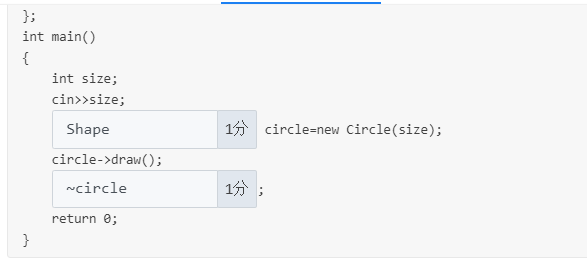 };
int main()
{
int size;
cin>>size;
Shape 1分 circle=new Circle(size);
circle->draw();
~circle 1分 ;
return 0;
}